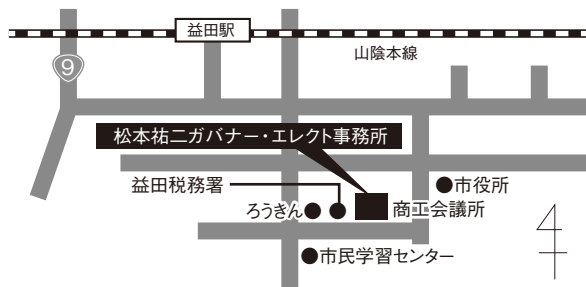 益田駅
山陰本線
9
松本祐二ガバナー・エレクト事務所
益田税務署
●市役所
ろうきん●
●
商工会議所
●市民学習センター